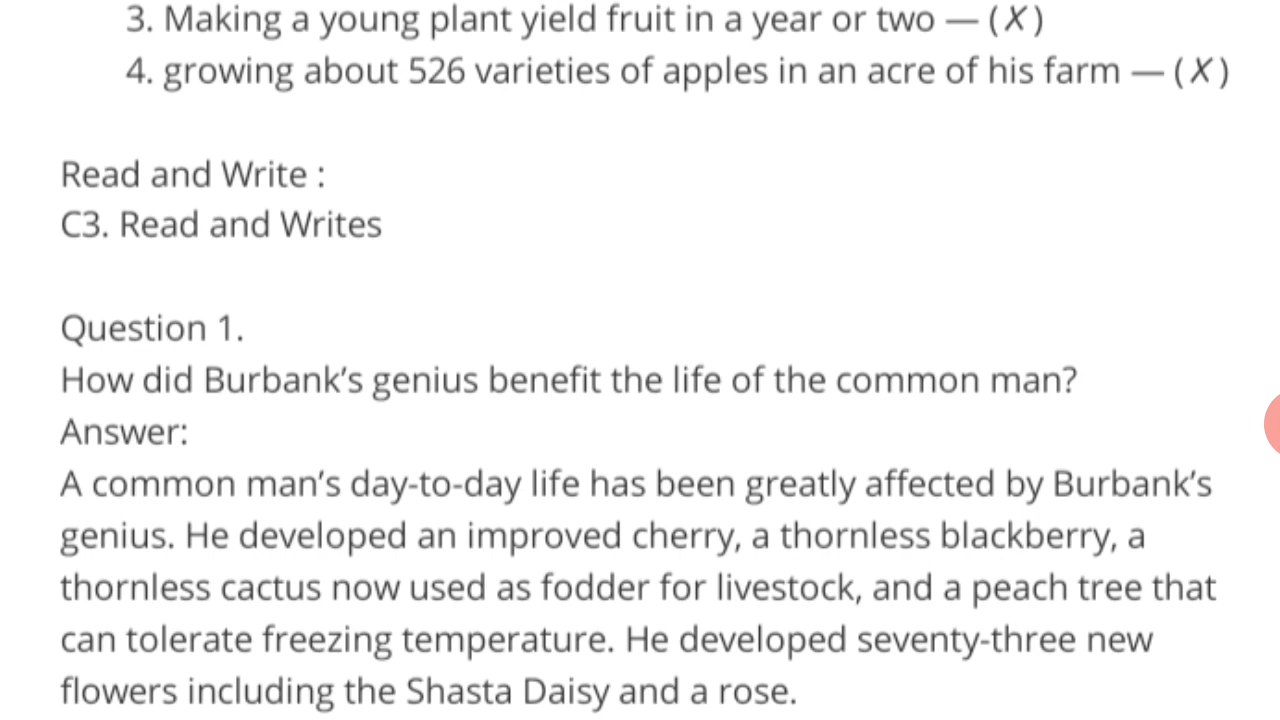 3. Making a young plant yield fruit in a year or two — (X)
4. growing about 526 varieties of apples in an acre of his farm — (X)
Read and Write :
C3. Read and Writes
Question 1.
How did Burbank’s genius benefit the life of the common man?
Answer:
A common man’s day-to-day life has been greatly affected by Burbank’s
genius. He developed an improved cherry, a thornless blackberry, a
thornless cactus now used as fodder for livestock, and a peach tree that
can tolerate freezing temperature. He developed seventy-three new
flowers including the Shasta Daisy and a rose.